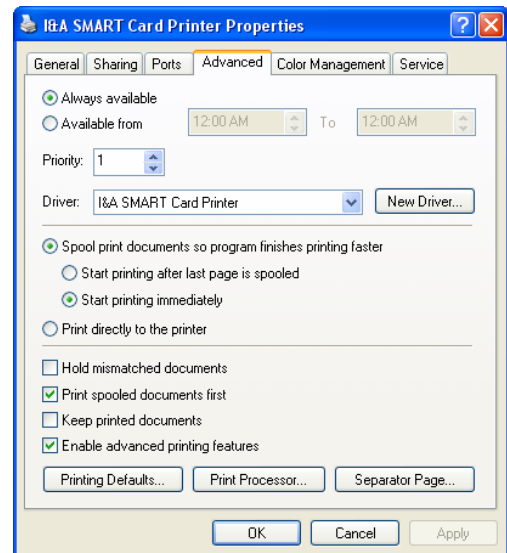 I&A SMART Card Printer Properties
General Sharing Ports Advanced Color Management Service
Always available
Available from 12:00 AM To 12:00 AM
Priority: 1
Driver: I&A SMART Card Printer New Driver...
Spool print documents so program finishes printing faster
Start printing after last page is spooled
Start printing immediately
Print directly to the printer
Hold mismatched documents
Print spooled documents first
Keep printed documents
Enable advanced printing features
Printing Defaults... Print Processor... Separator Page...
OK Cancel Apply